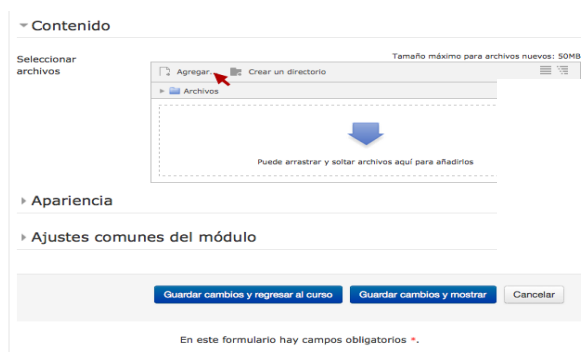 Contenido
Tamaño máximo para archivos nuevos: 50MB
Seleccionar archivos
Agregar... Crear un directorio
Archivos
Puede arrastrar y soltar archivos aquí para añadirlos
Apariencia
Ajustes comunes del módulo
Guardar cambios y regresar al curso Guardar cambios y mostrar Cancelar
En este formulario hay campos obligatorios *.